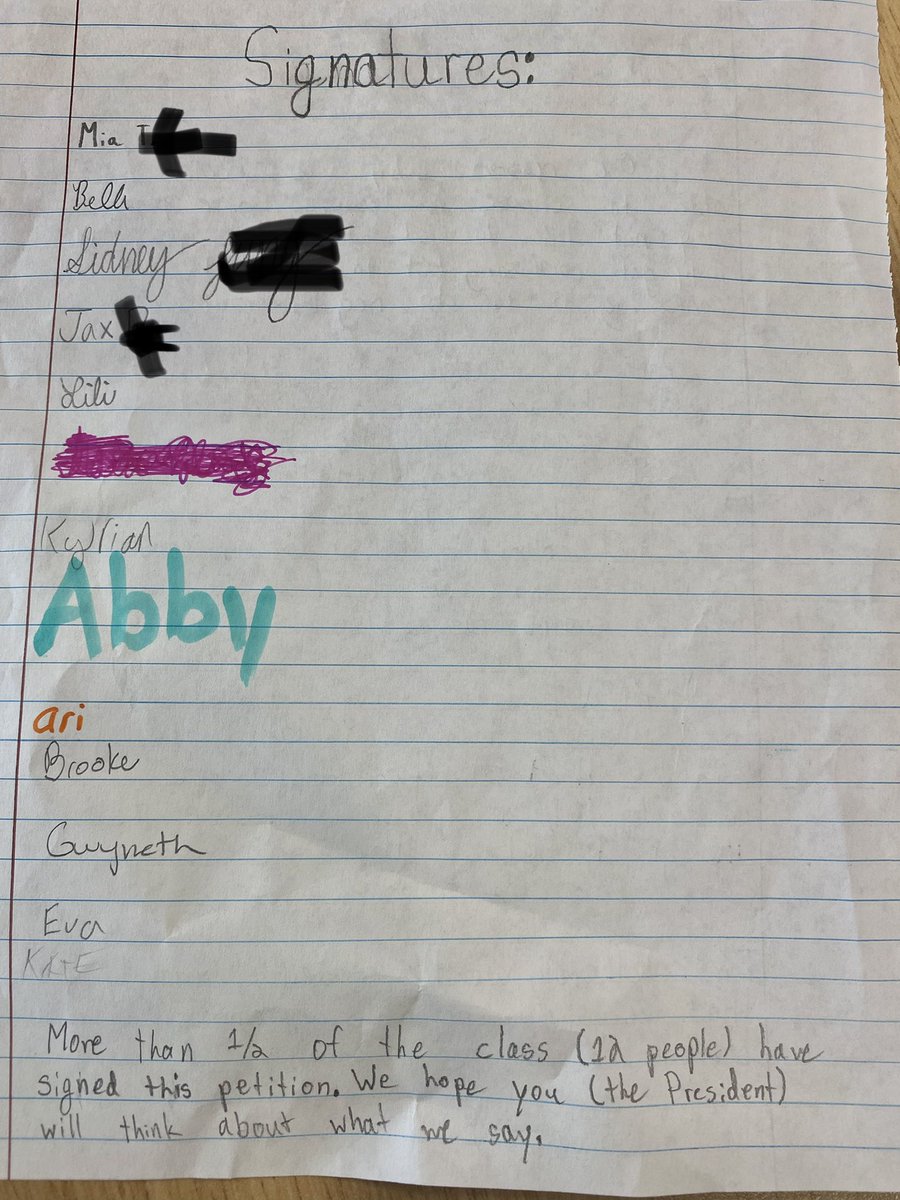 Signatures:
Mia T
Bella
Sidney
Jax
Lili
Kyrian
Abby
ari
Brooke
Gwyneth
Eva
KATE
More than 1/2 of the class (12 people) have
signed this petition. We hope you (the President)
will think about what we say.